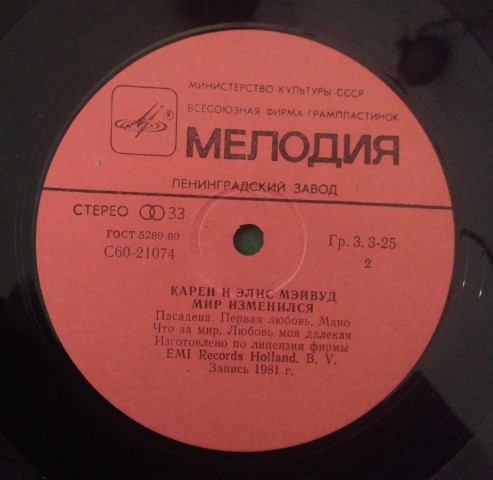 МИНИСТЕРСТВО КУЛЬТУРЫ СССР
ВСЕСОЮЗНАЯ ФИРМА ГРАМПЛАСТИНОК
®
МЕЛОДИЯ
ЛЕНИНГРАДСКИЙ ЗАВОД
СТЕРЕО 33
ГОСТ 5289-80
С60-21074
Гр. 3. 3-25
2
КАРЕН И ЭЛИС МЭЙВУД
МИР ИЗМЕНИЛСЯ
Пасадена. Первая любовь. Мано
Что за мир. Любовь моя далекая
Изготовлено по лицензии фирмы
EMI Records Holland. B. V.
Запись 1981 г.